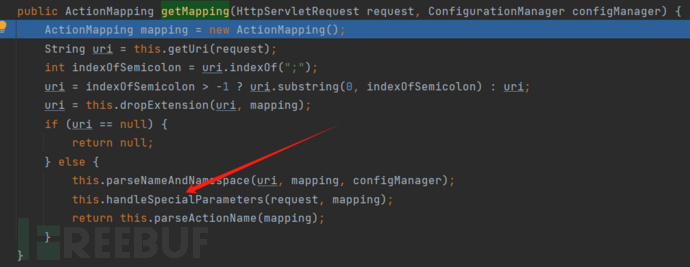 public ActionMapping getMapping(HttpServletRequest request, ConfigurationManager configManager) {
    ActionMapping mapping = new ActionMapping();
    String uri = this.getUri(request);
    int indexOfSemicolon = uri.indexOf(";");
    uri = indexOfSemicolon > -1 ? uri.substring(0, indexOfSemicolon) : uri;
    uri = this.dropExtension(uri, mapping);
    if (uri == null) {
        return null;
    } else {
        this.parseNameAndNamespace(uri, mapping, configManager);
        this.handleSpecialParameters(request, mapping);
        return this.parseActionName(mapping);
    }
}
REEBUF